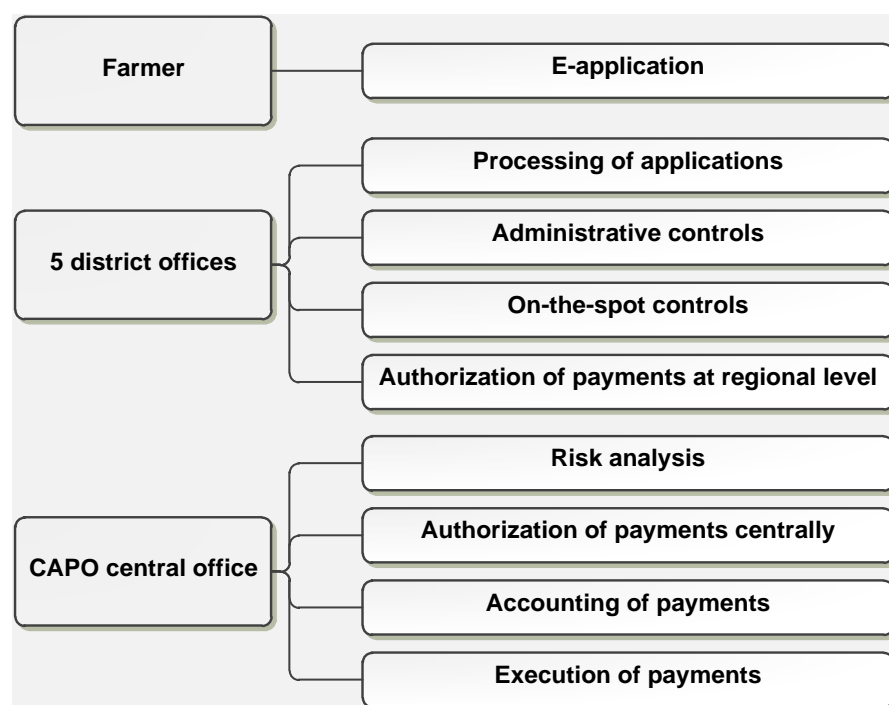 Farmer
E-application
5 district offices
Processing of applications
Administrative controls
On-the-spot controls
Authorization of payments at regional level
CAPO central office
Risk analysis
Authorization of payments centrally
Accounting of payments
Execution of payments